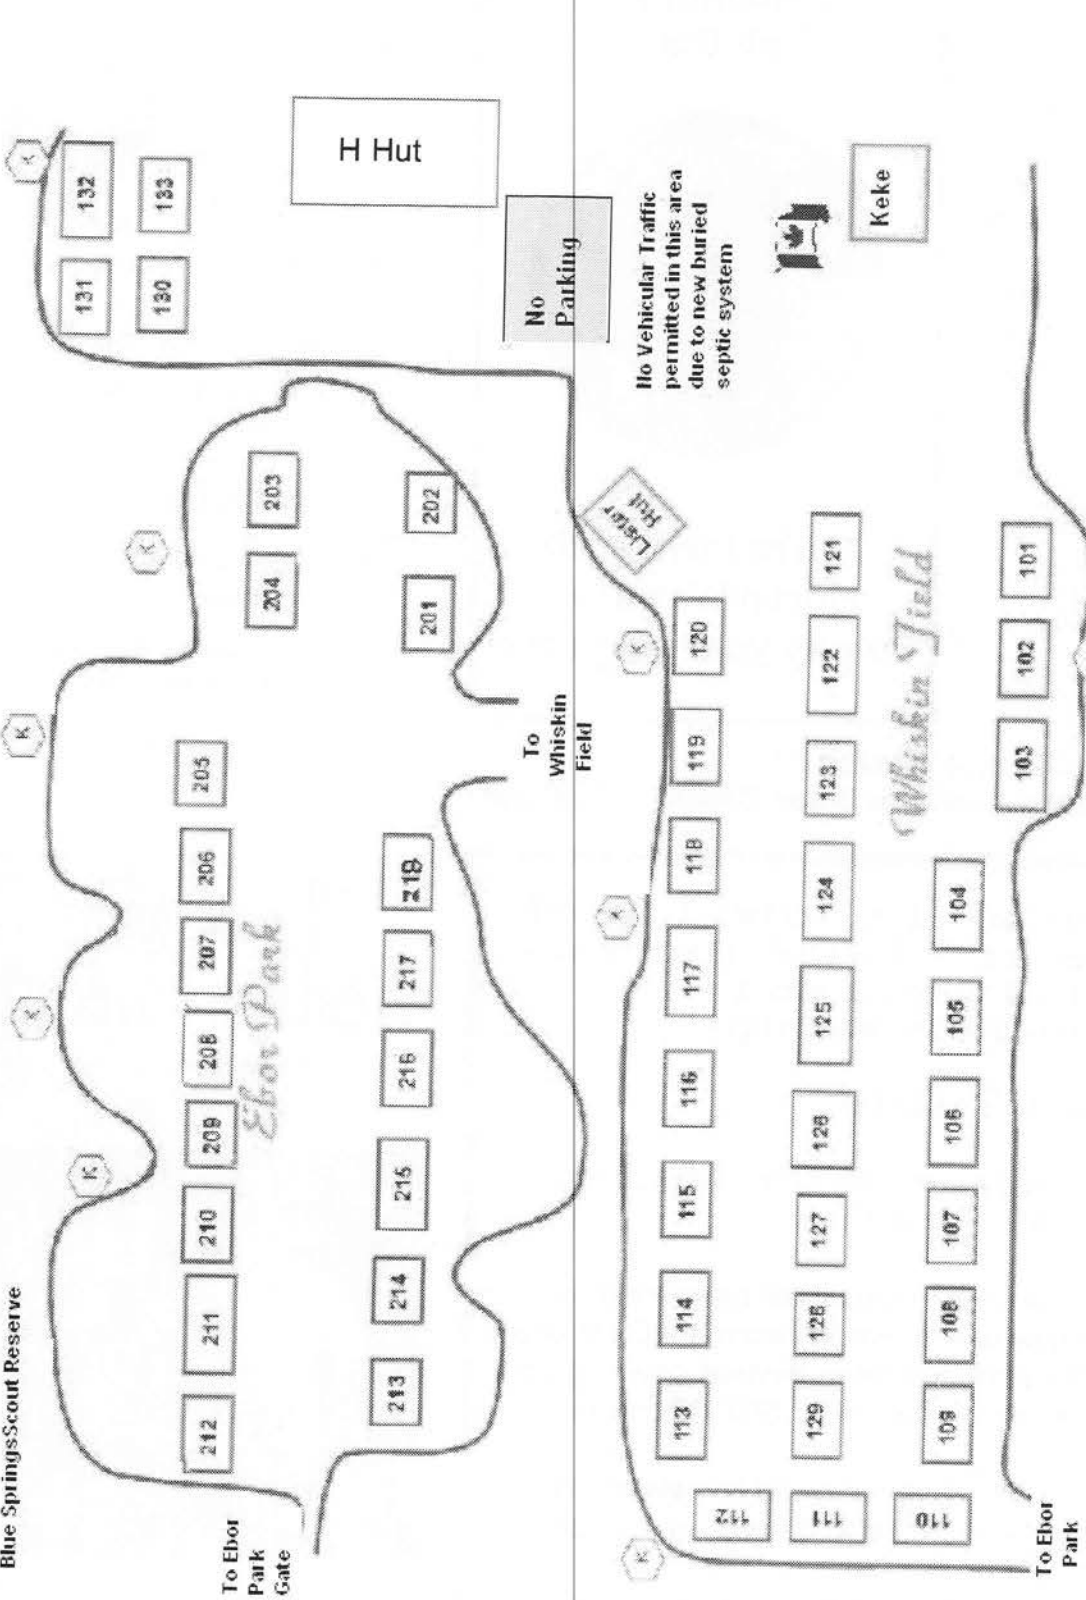 Blue SpringsScout Reserve
K
132
133
131
130
H Hut
No
Parking
No Vehicular Traffic
permitted in this area
due to new buried
septic system
Keke
K
203
202
204
201
Lister
Hut
K
205
206
207
208
209
210
211
212
Ebor Park
K
K
218
217
216
215
214
213
To
Whiskin
Field
To Ebor
Park
Gate
K
120
119
118
117
116
115
114
113
K
121
122
123
124
125
126
127
128
129
Whiskin Field
101
102
103
104
105
106
107
108
109
112
111
110
K
To Ebor
Park